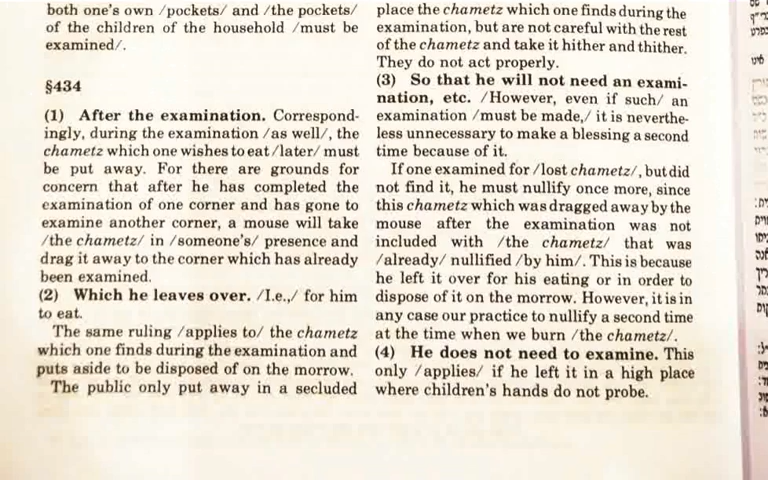 both one's own /pockets/ and /the pockets/
of the children of the household /must be
examined/.
§434
(1) After the examination. Correspond-
ingly, during the examination /as well/, the
chametz which one wishes to eat /later/ must
be put away. For there are grounds for
concern that after he has completed the
examination of one corner and has gone to
examine another corner, a mouse will take
/the chametz/ in /someone's/ presence and
drag it away to the corner which has already
been examined.
(2) Which he leaves over. /I.e.,/ for him
to eat.
The same ruling /applies to/ the chametz
which one finds during the examination and
puts aside to be disposed of on the morrow.
The public only put away in a secluded
place the chametz which one finds during the
examination, but are not careful with the rest
of the chametz and take it hither and thither.
They do not act properly.
(3) So that he will not need an exami-
nation, etc. /However, even if such/ an
examination /must be made,/ it is neverthe-
less unnecessary to make a blessing a second
time because of it.
If one examined for /lost chametz/, but did
not find it, he must nullify once more, since
this chametz which was dragged away by the
mouse after the examination was not
included with /the chametz/ that was
/already/ nullified /by him/. This is because
he left it over for his eating or in order to
dispose of it on the morrow. However, it is in
any case our practice to nullify a second time
at the time when we burn /the chametz/.
(4) He does not need to examine. This
only /applies/ if he left it in a high place
where children's hands do not probe.